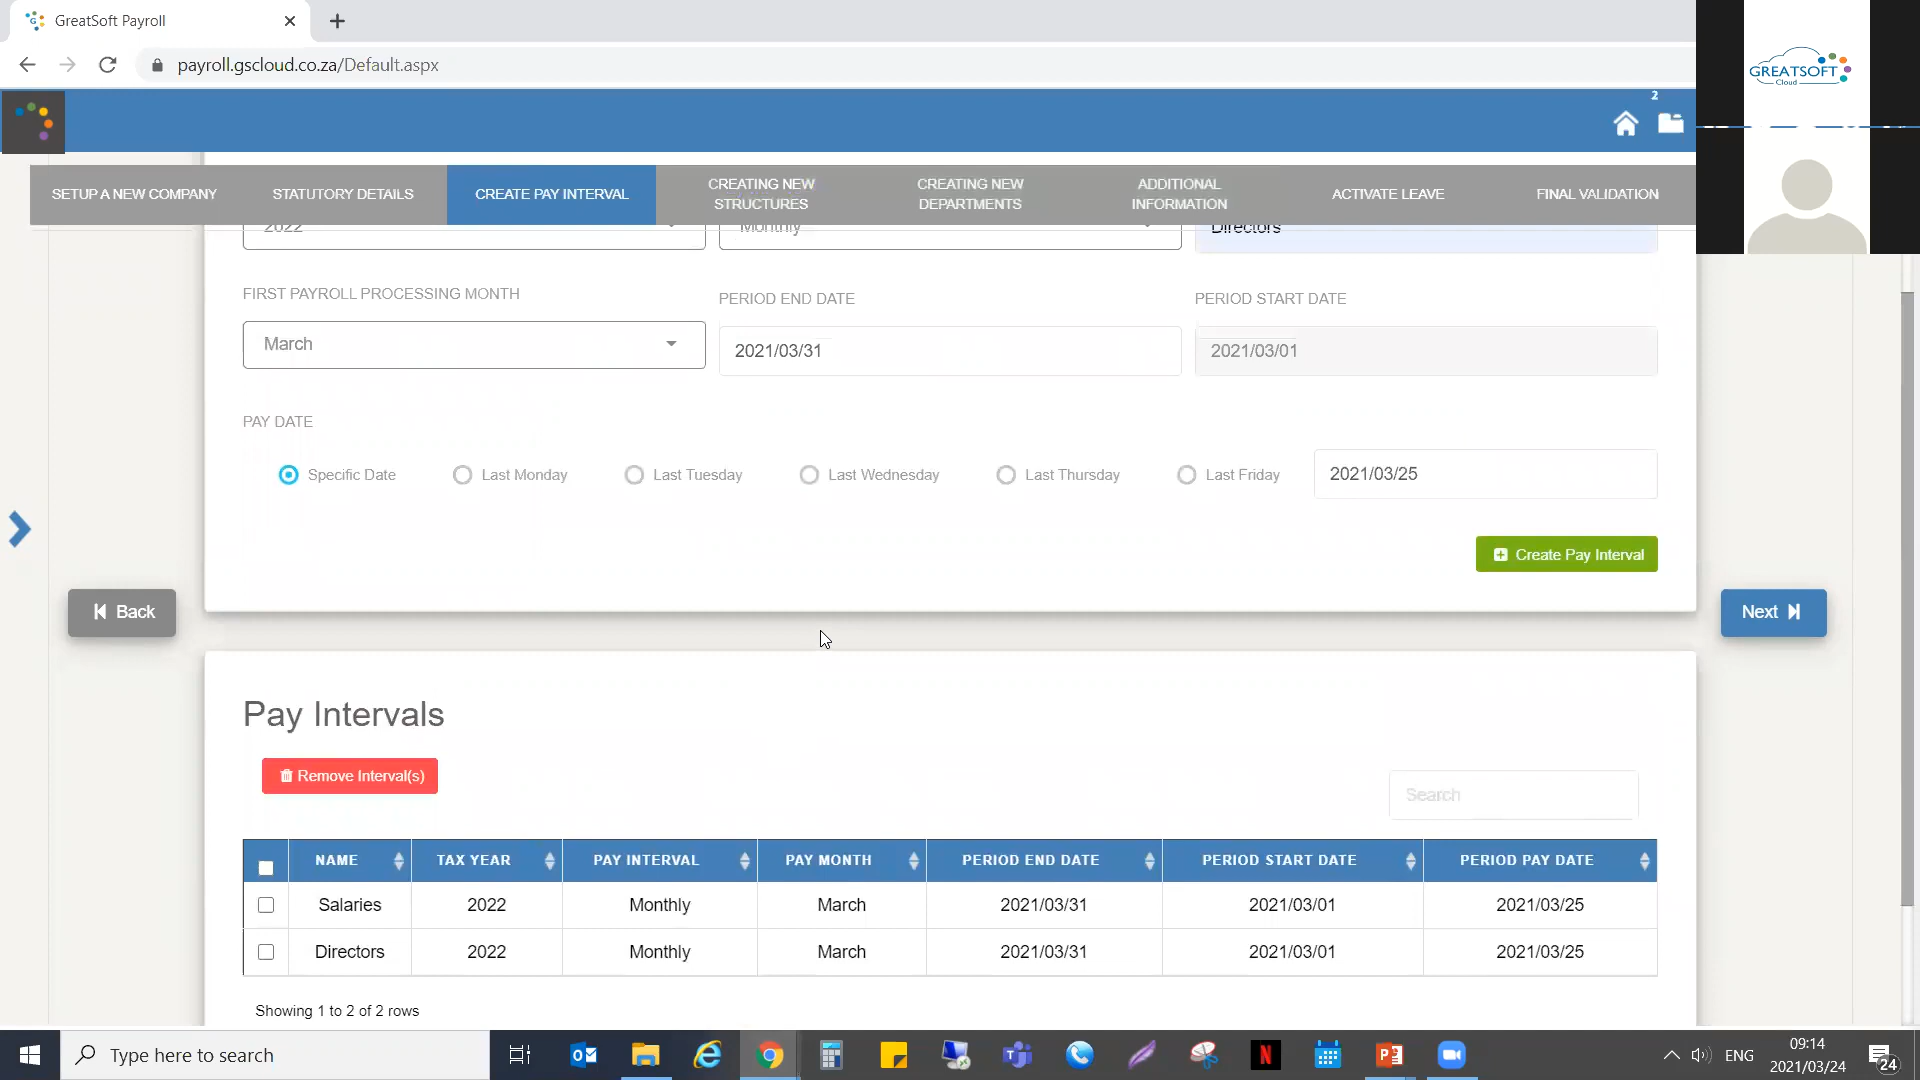 GreatSoft Payroll
payroll.gscloud.co.za/Default.aspx
GREATSOFT
Cloud
2
SETUP A NEW COMPANY
STATUTORY DETAILS
CREATE PAY INTERVAL
CREATING NEW
STRUCTURES
CREATING NEW
DEPARTMENTS
ADDITIONAL
INFORMATION
ACTIVATE LEAVE
FINAL VALIDATION
2022
Monthly
Directors
FIRST PAYROLL PROCESSING MONTH
PERIOD END DATE
PERIOD START DATE
March
2021/03/31
2021/03/01
PAY DATE
Specific Date
Last Monday
Last Tuesday
Last Wednesday
Last Thursday
Last Friday
2021/03/25
Create Pay Interval
Back
Next
Pay Intervals
Remove Interval(s)
Search
NAME TAX YEAR PAY INTERVAL PAY MONTH PERIOD END DATE PERIOD START DATE PERIOD PAY DATE
Salaries 2022 Monthly March 2021/03/31 2021/03/01 2021/03/25
Directors 2022 Monthly March 2021/03/31 2021/03/01 2021/03/25
Showing 1 to 2 of 2 rows
Type here to search
ENG
09:14
2021/03/24
24